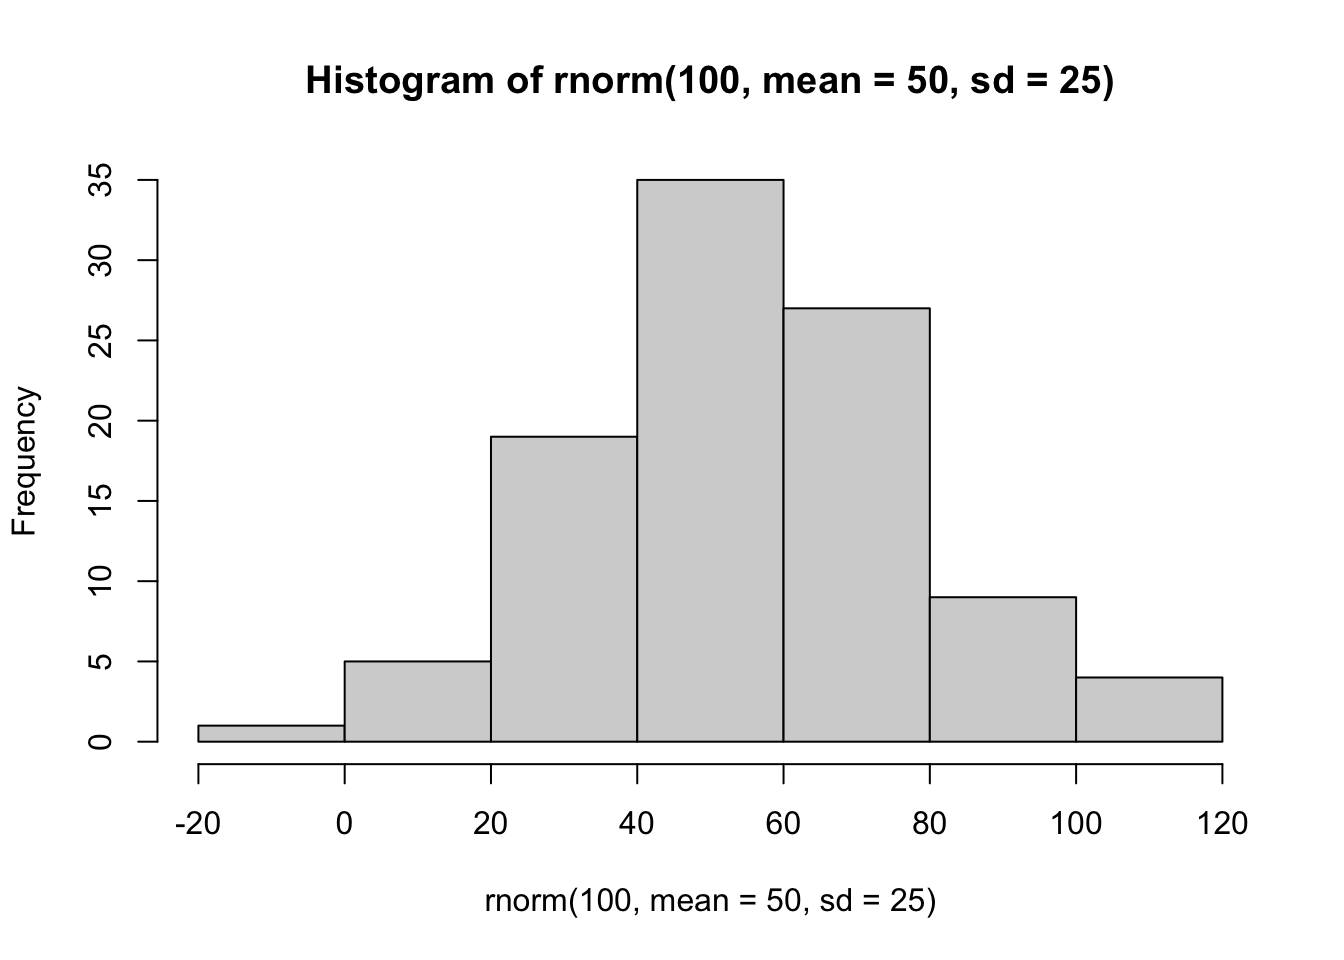 Histogram of rnorm(100, mean = 50, sd = 25)
Frequency
35
30
25
20
15
10
5
0
-20 0 20 40 60 80 100 120
rnorm(100, mean = 50, sd = 25)